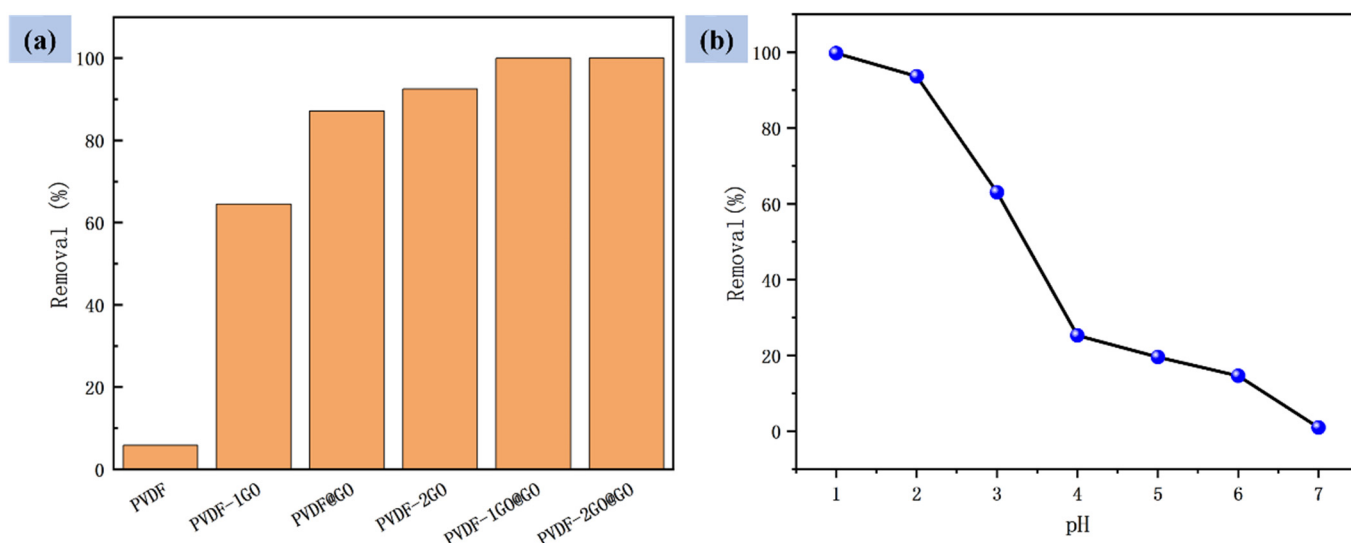 (a)
Removal (%)
100
80
60
40
20
0
PVDF
PVDF-1GO
PVDF@GO
PVDF-2GO
PVDF-1GO@GO
PVDF-2GO@GO
(b)
Removal(%)
100
80
60
40
20
0
1 2 3 4 5 6 7
pH